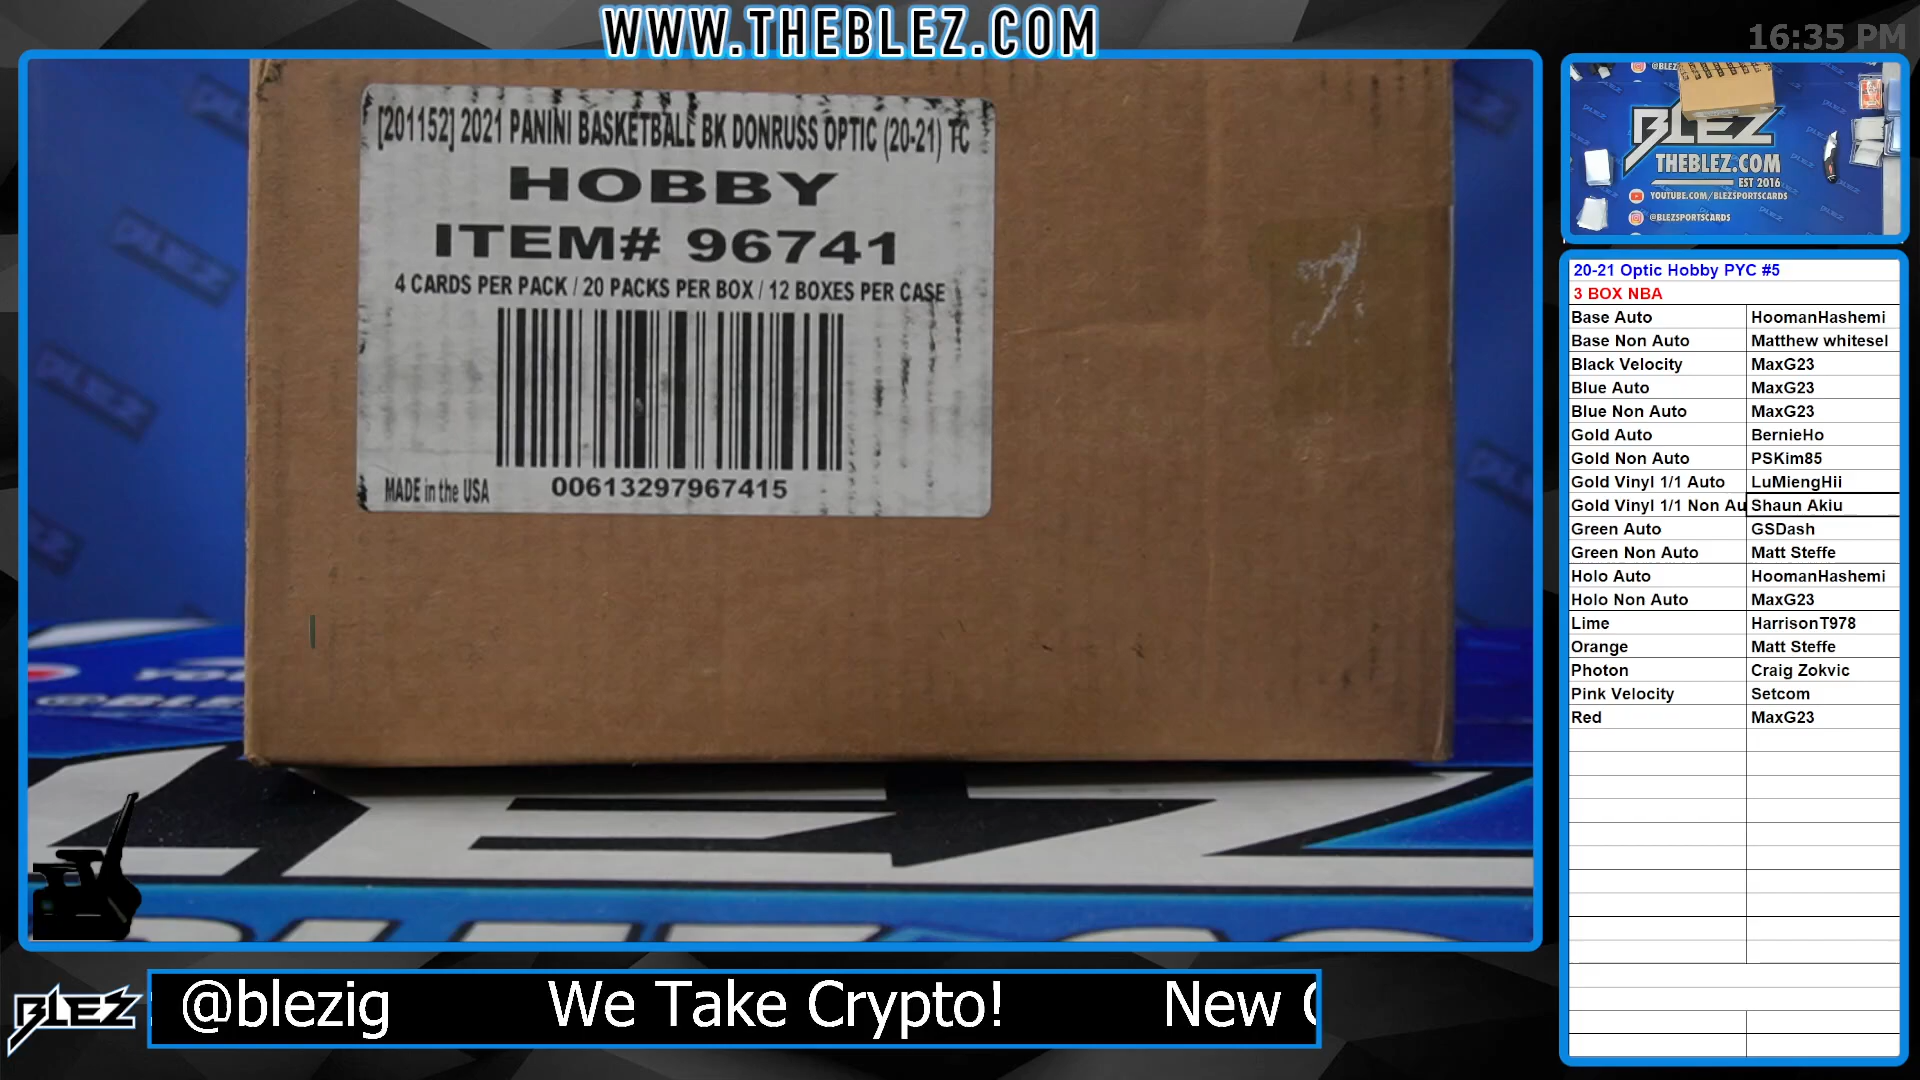 WWW.THEBLEZ.COM
16:35 PM
[201152] 2021 PANINI BASKETBALL BK DONRUSS OPTIC (20-21) TC
HOBBY
ITEM# 96741
4 CARDS PER PACK / 20 PACKS PER BOX / 12 BOXES PER CASE
MADE in the USA
00613297967415
@BLEZ
BLEZ
THEBLEZ.COM
EST 2016
YOUTUBE.COM/BLEZSPORTSCARDS
@BLEZSPORTSCARDS
20-21 Optic Hobby PYC #5
3 BOX NBA
Base Auto HoomanHashemi
Base Non Auto Matthew whitesel
Black Velocity MaxG23
Blue Auto MaxG23
Blue Non Auto MaxG23
Gold Auto BernieHo
Gold Non Auto PSKim85
Gold Vinyl 1/1 Auto LuMiengHii
Gold Vinyl 1/1 Non Au Shaun Akiu
Green Auto GSDash
Green Non Auto Matt Steffe
Holo Auto HoomanHashemi
Holo Non Auto MaxG23
Lime HarrisonT978
Orange Matt Steffe
Photon Craig Zokvic
Pink Velocity Setcom
Red MaxG23
BLEZ
@blezig We Take Crypto! New